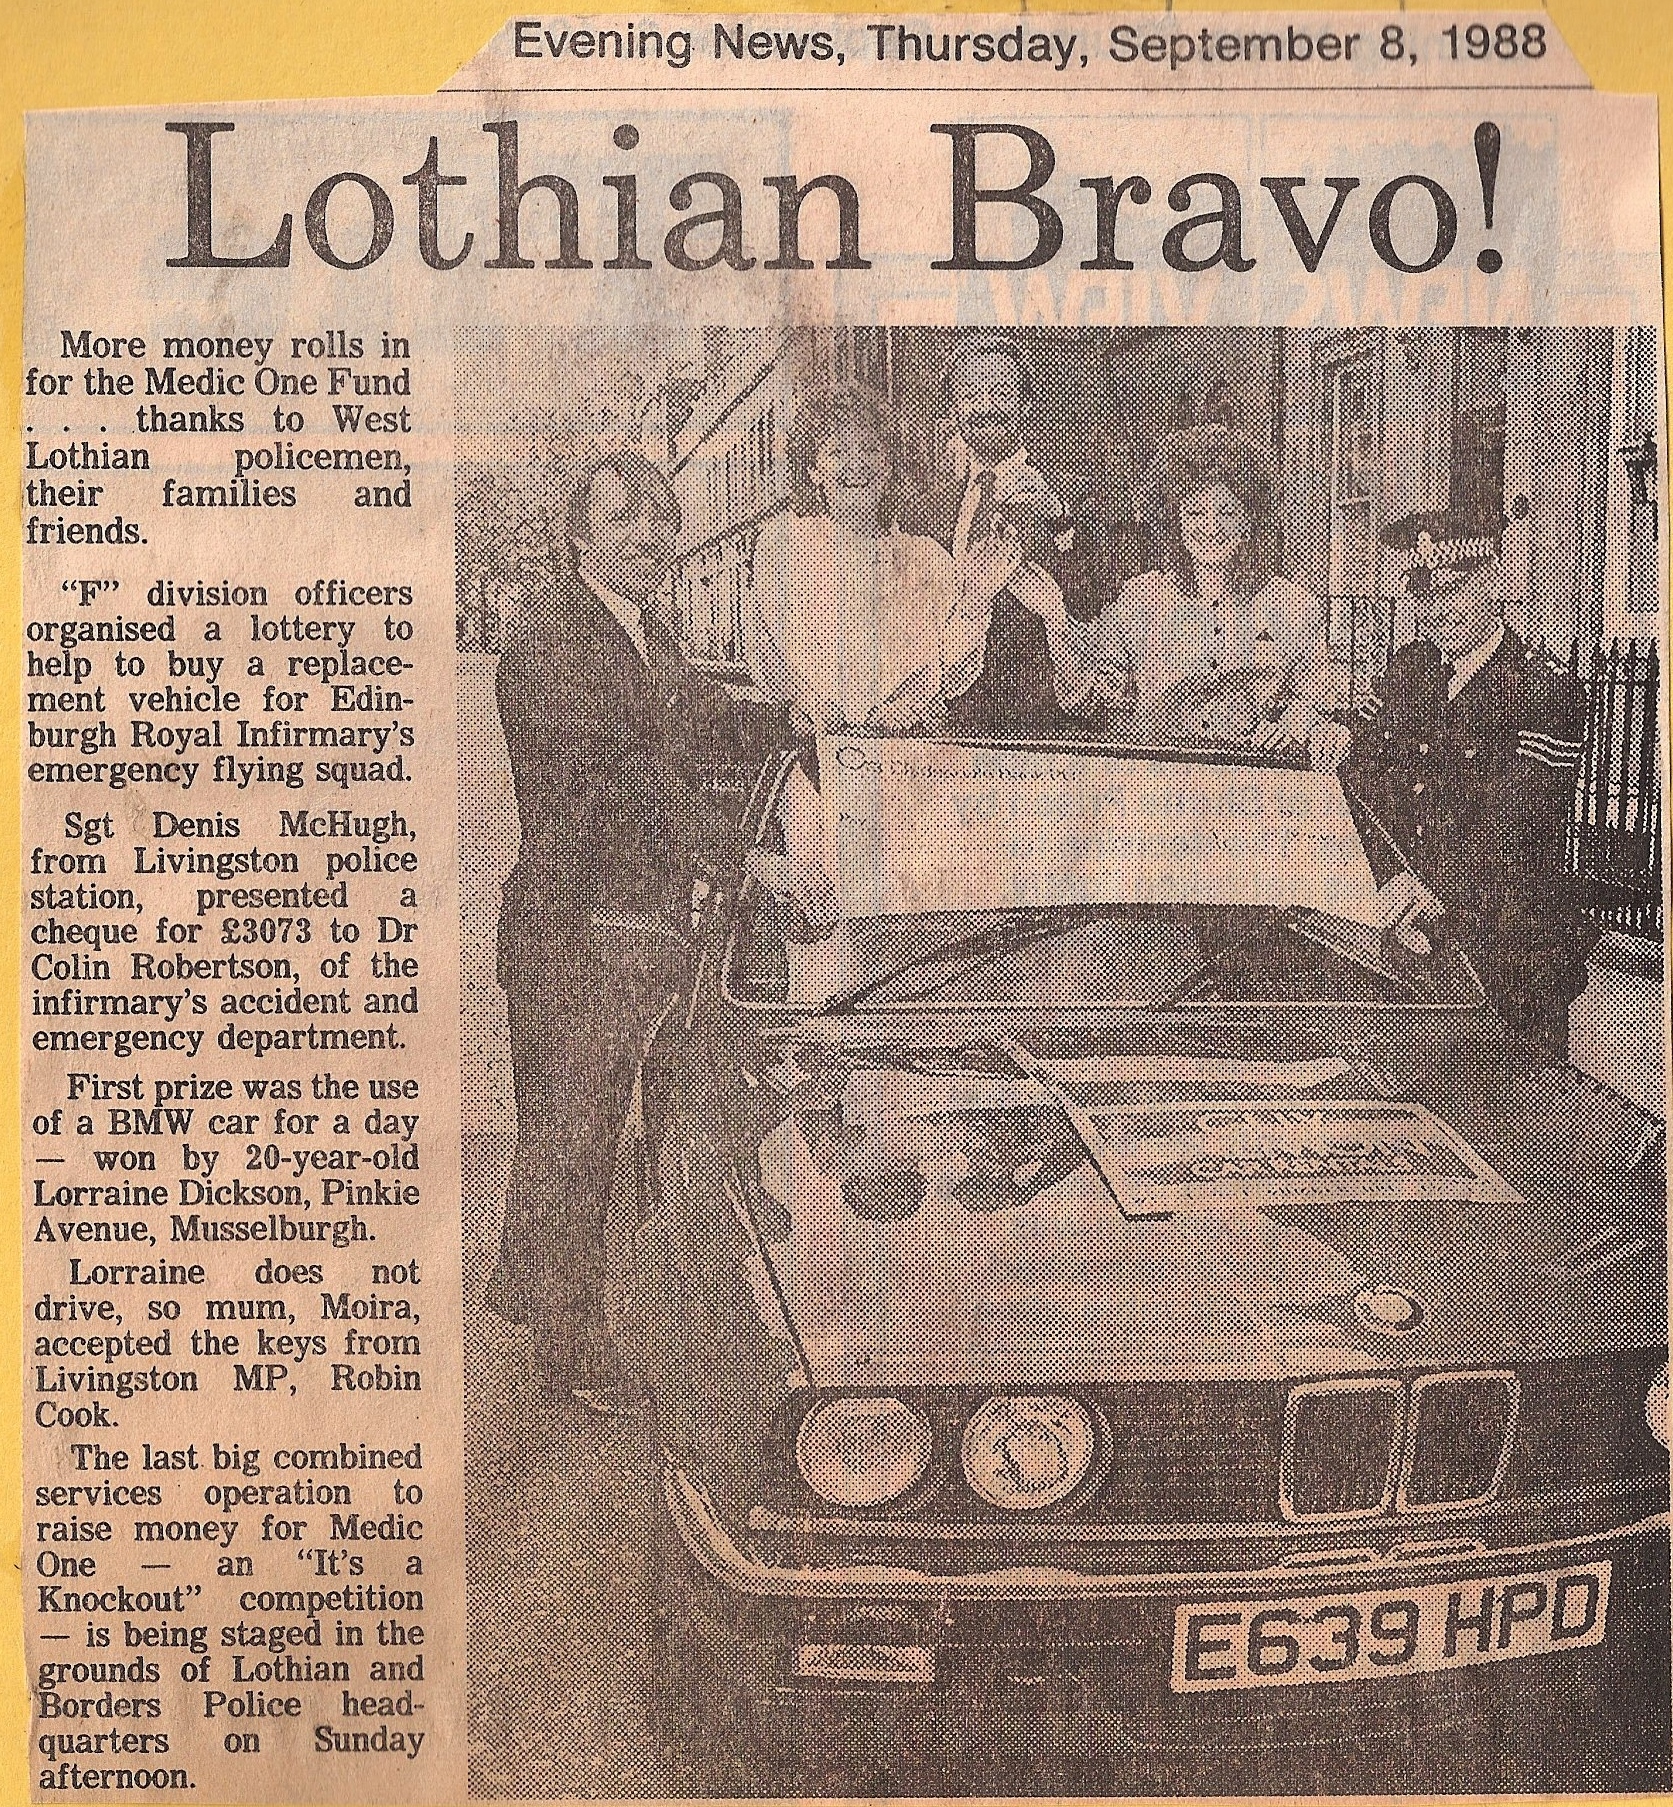 Evening News, Thursday, September 8, 1988
Lothian Bravo!
More money rolls in
for the Medic One Fund
. . . thanks to West
Lothian policemen,
their families and
friends.
“F” division officers
organised a lottery to
help to buy a replace-
ment vehicle for Edin-
burgh Royal Infirmary’s
emergency flying squad.
Sgt Denis McHugh,
from Livingston police
station, presented a
cheque for £3073 to Dr
Colin Robertson, of the
infirmary’s accident and
emergency department.
First prize was the use
of a BMW car for a day
— won by 20-year-old
Lorraine Dickson, Pinkie
Avenue, Musselburgh.
Lorraine does not
drive, so mum, Moira,
accepted the keys from
Livingston MP, Robin
Cook.
The last big combined
services operation to
raise money for Medic
One — an “It’s a
Knockout” competition
— is being staged in the
grounds of Lothian and
Borders Police head-
quarters on Sunday
afternoon.
E639 HPD